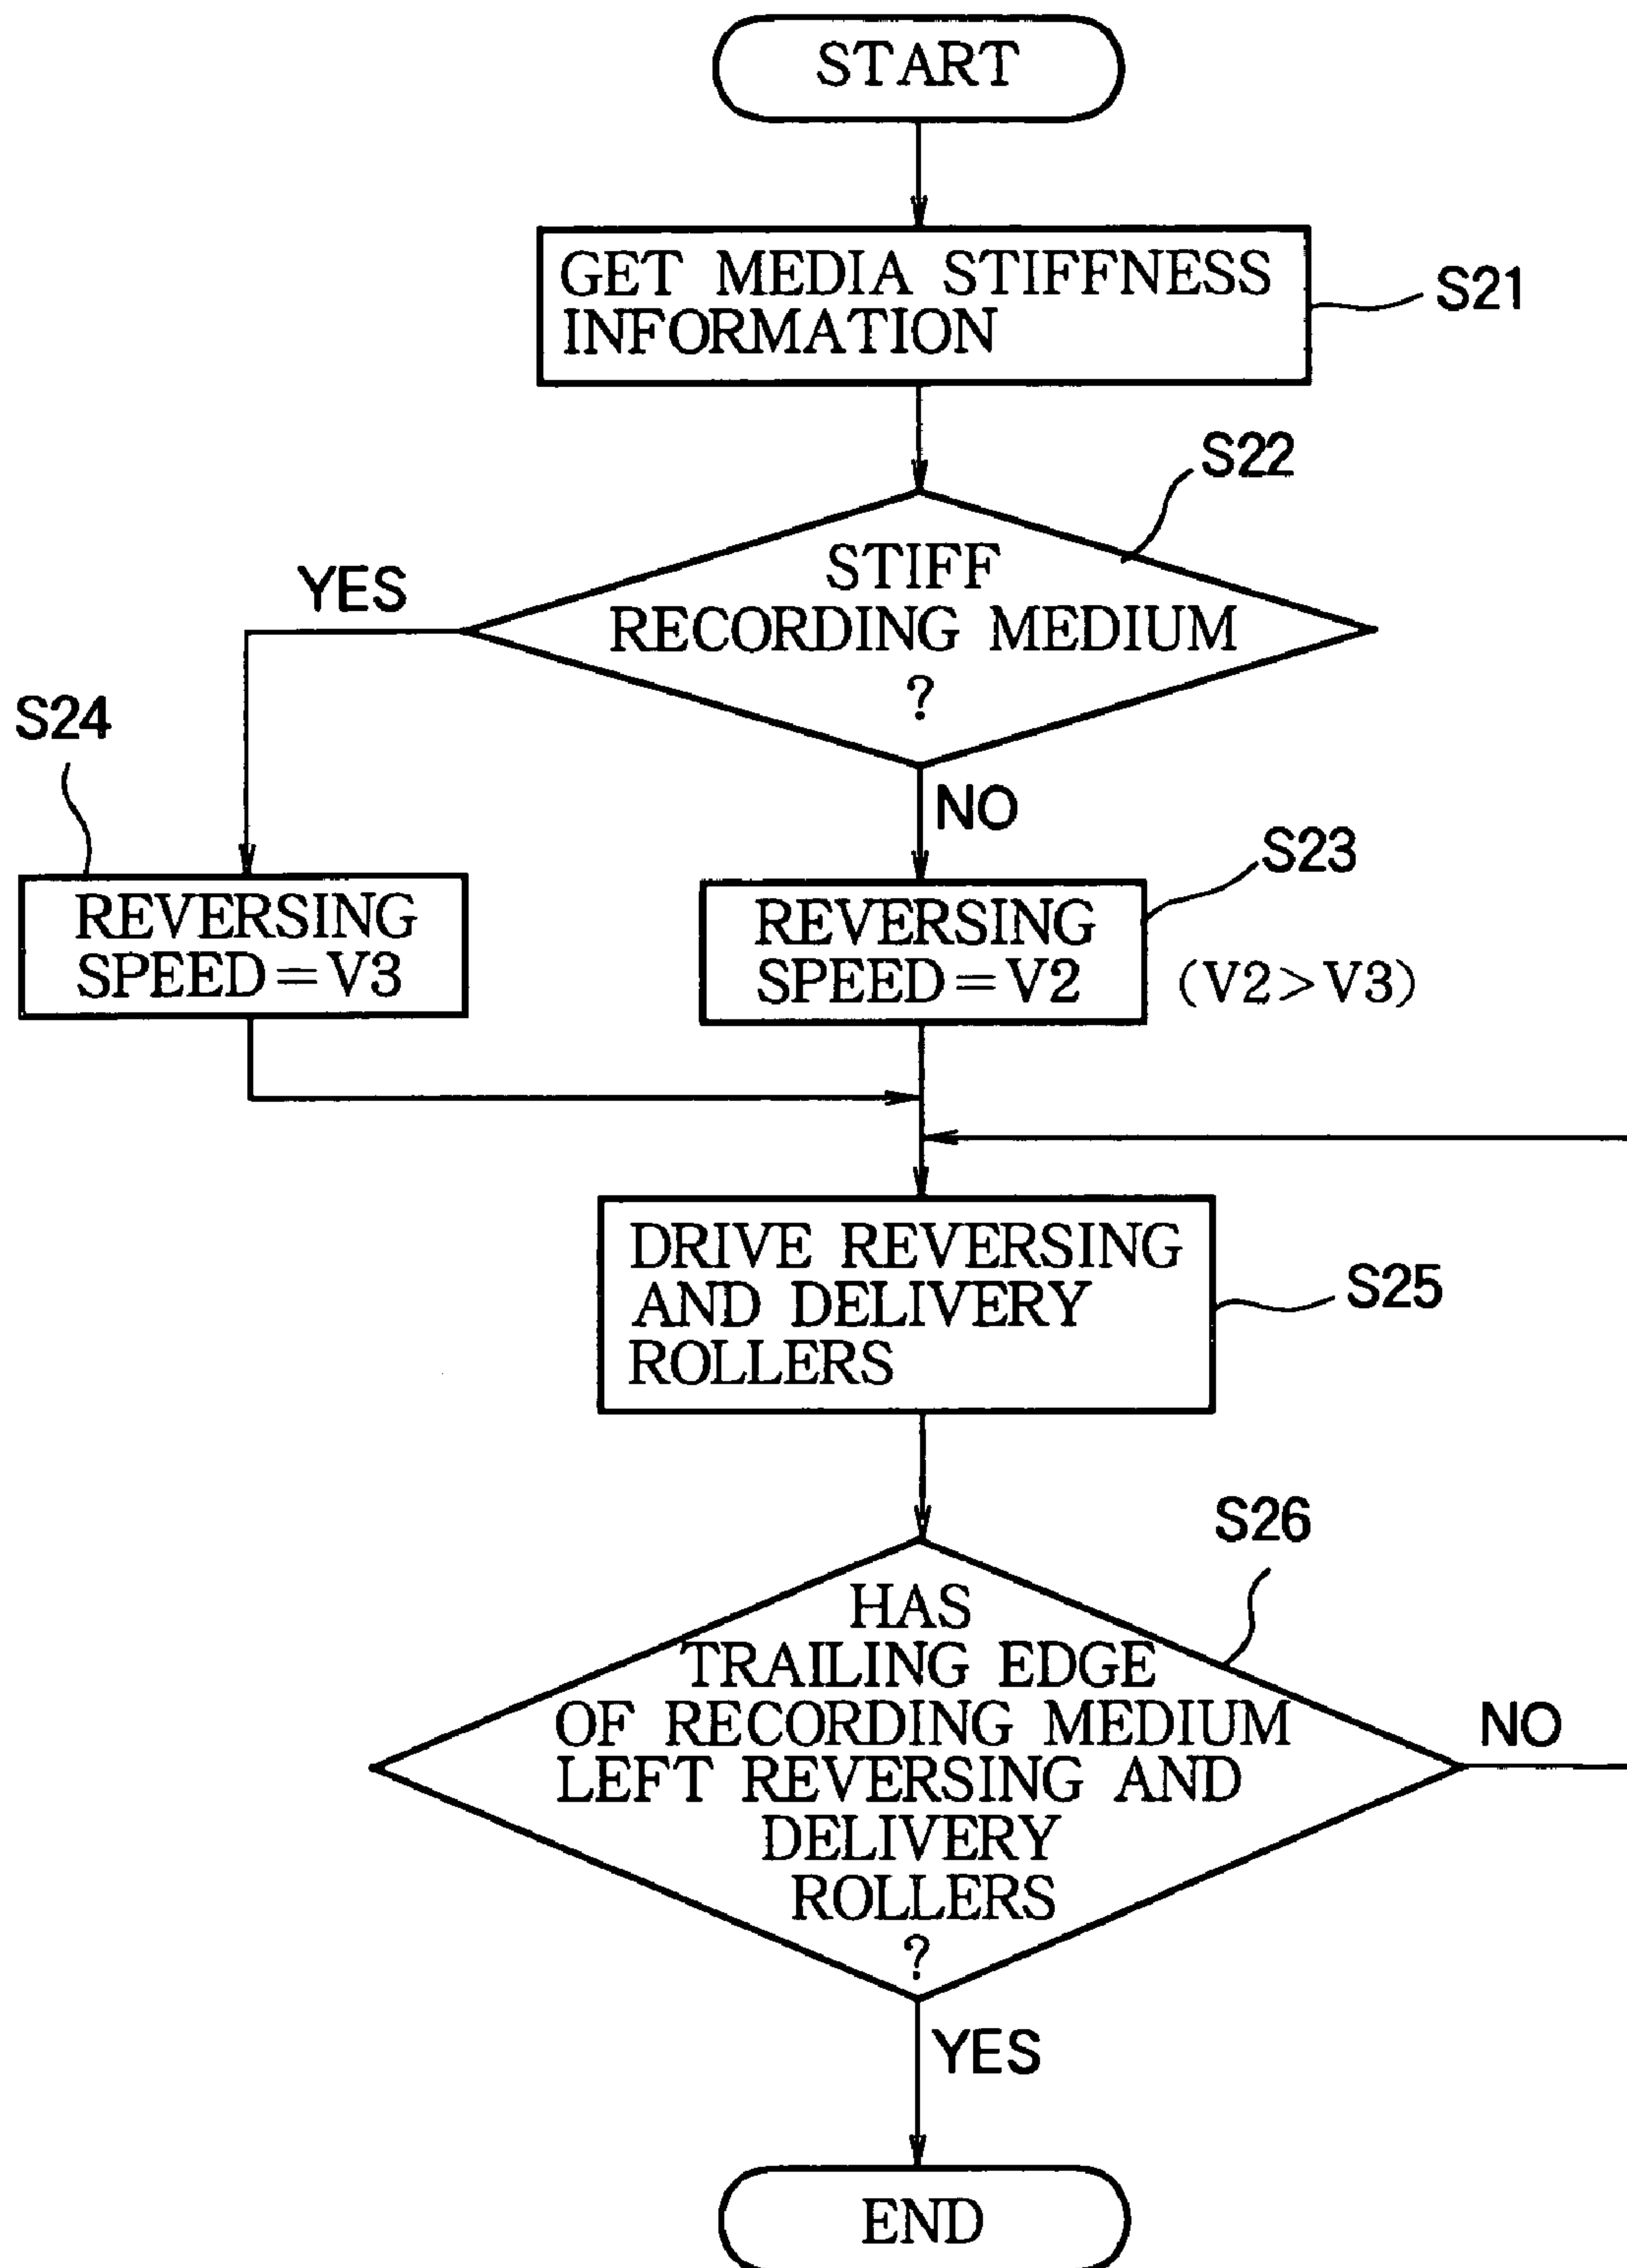 START
GET MEDIA STIFFNESS
INFORMATION
S21
S22
STIFF
RECORDING MEDIUM
?
YES
NO
S24
REVERSING
SPEED=V3
S23
REVERSING
SPEED=V2
(V2>V3)
DRIVE REVERSING
AND DELIVERY
ROLLERS
S25
S26
HAS
TRAILING EDGE
OF RECORDING MEDIUM
LEFT REVERSING AND
DELIVERY
ROLLERS
?
NO
YES
END